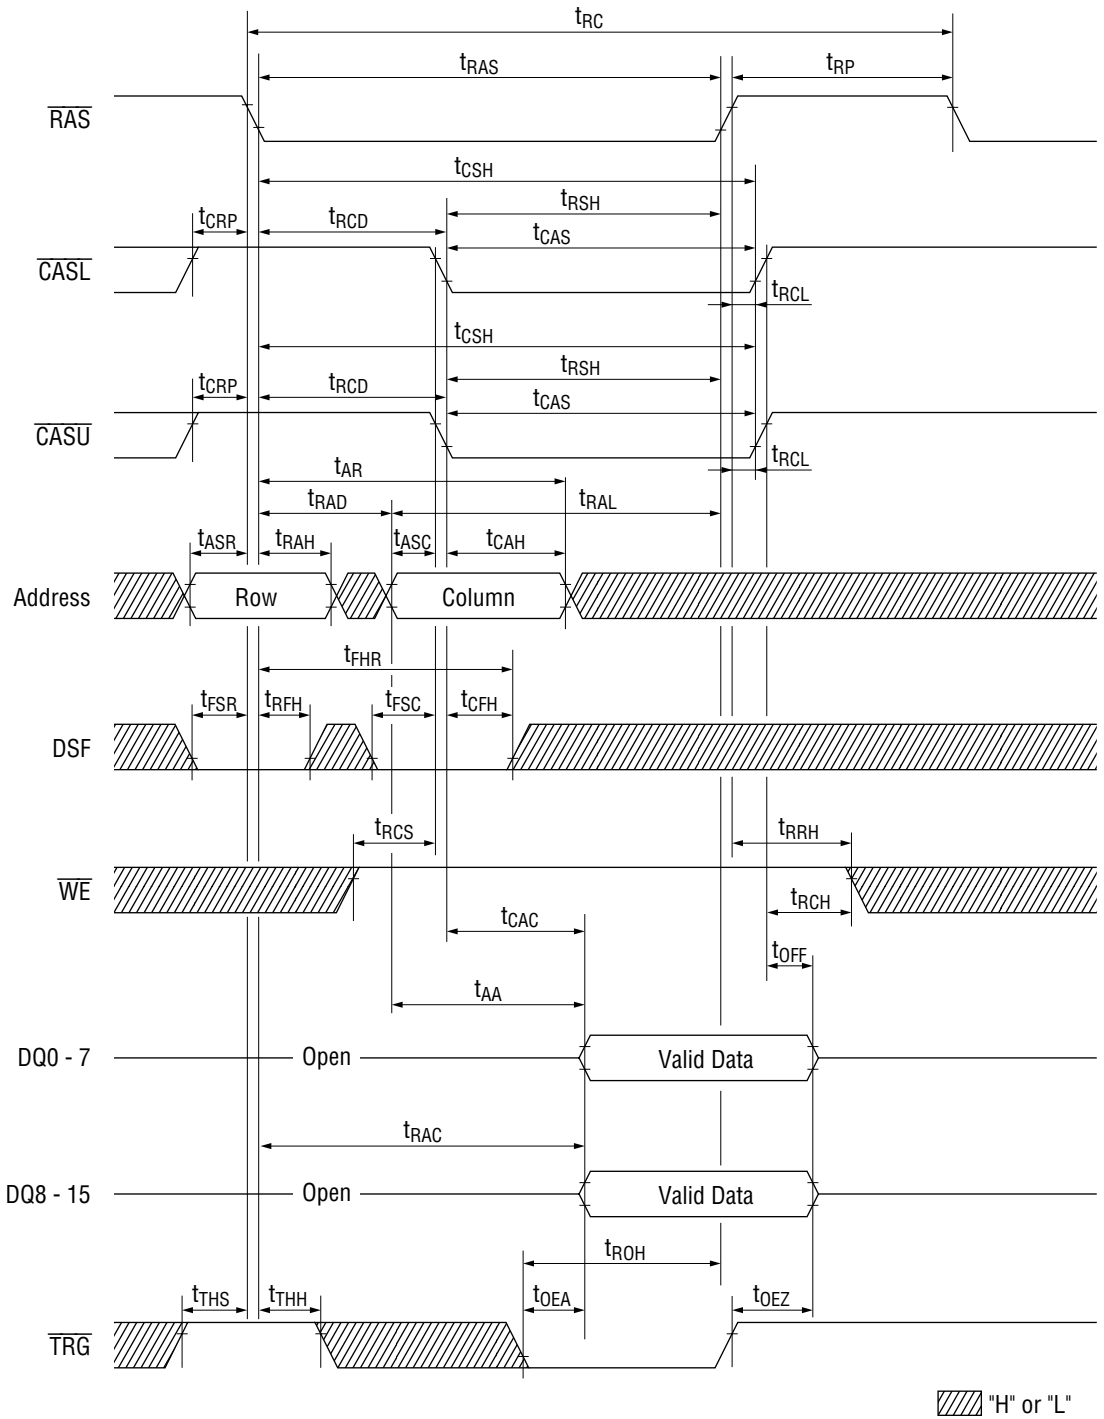 tRC
tRAS tRP
RAS
tCSH
tRSH
tCRP tRCD tCAS
CASL
tRCL
tCSH
tRSH
tCRP tRCD tCAS
CASU
tRCL
tAR
tRAD tRAL
tASR tRAH tASC tCAH
Address Row Column
tFHR
tFSR tRFH tFSC tCFH
DSF
tRCS tRRH
WE
tRCH
tCAC
tOFF
tAA
DQ0 - 7 Open Valid Data
tRAC
DQ8 - 15 Open Valid Data
tROH
tTHS tTHH tOEA tOEZ
TRG
"H" or "L"